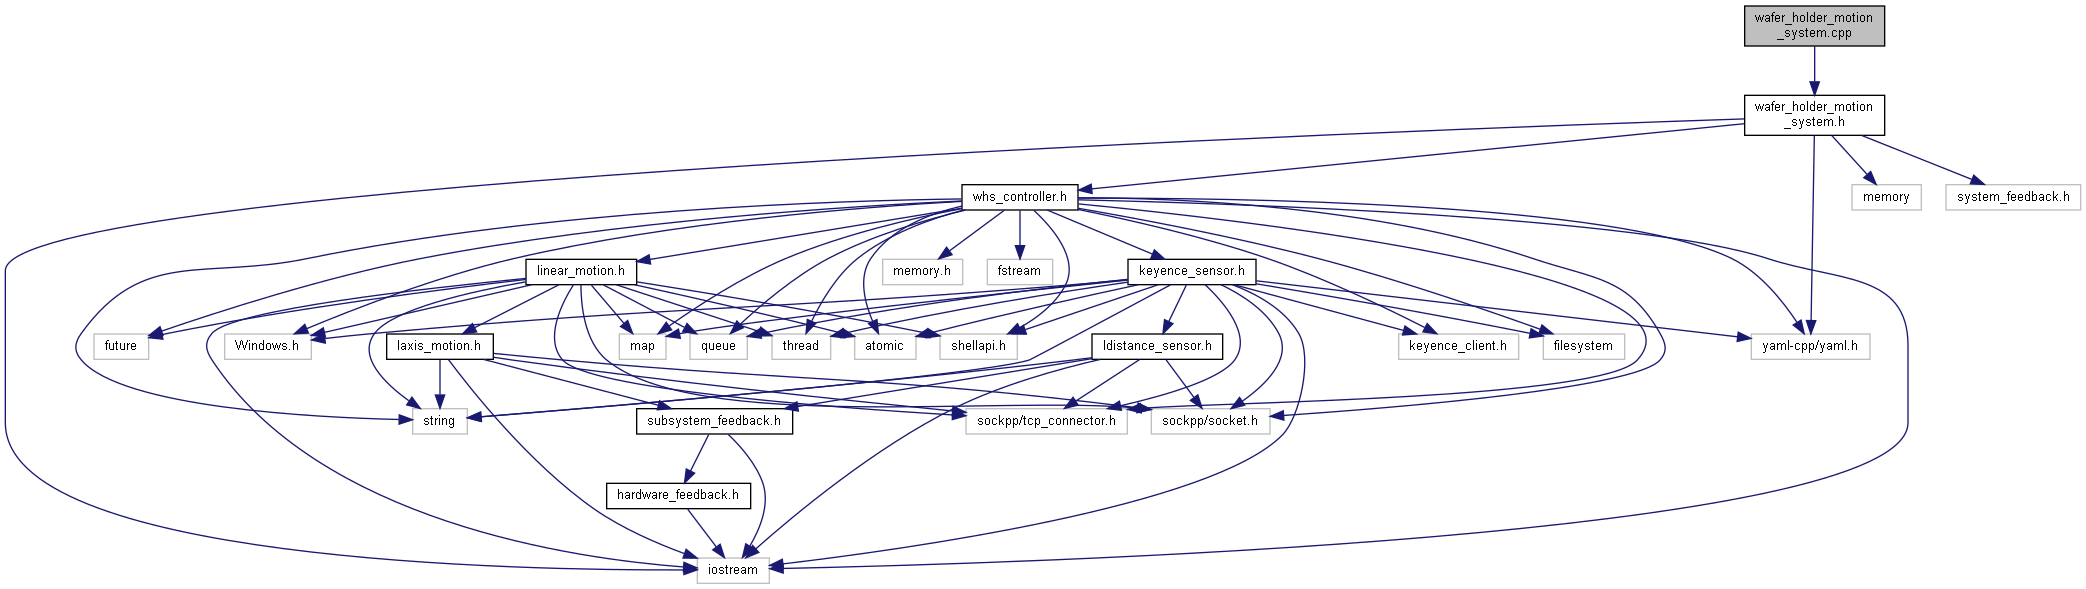 wafer_holder_motion
_system.cpp
wafer_holder_motion
_system.h
whs_controller.h
memory
system_feedback.h
linear_motion.h
memory.h
fstream
keyence_sensor.h
future
Windows.h
laxis_motion.h
map
queue
thread
atomic
shellapi.h
ldistance_sensor.h
keyence_client.h
filesystem
yaml-cpp/yaml.h
string
subsystem_feedback.h
sockpp/tcp_connector.h
sockpp/socket.h
hardware_feedback.h
iostream